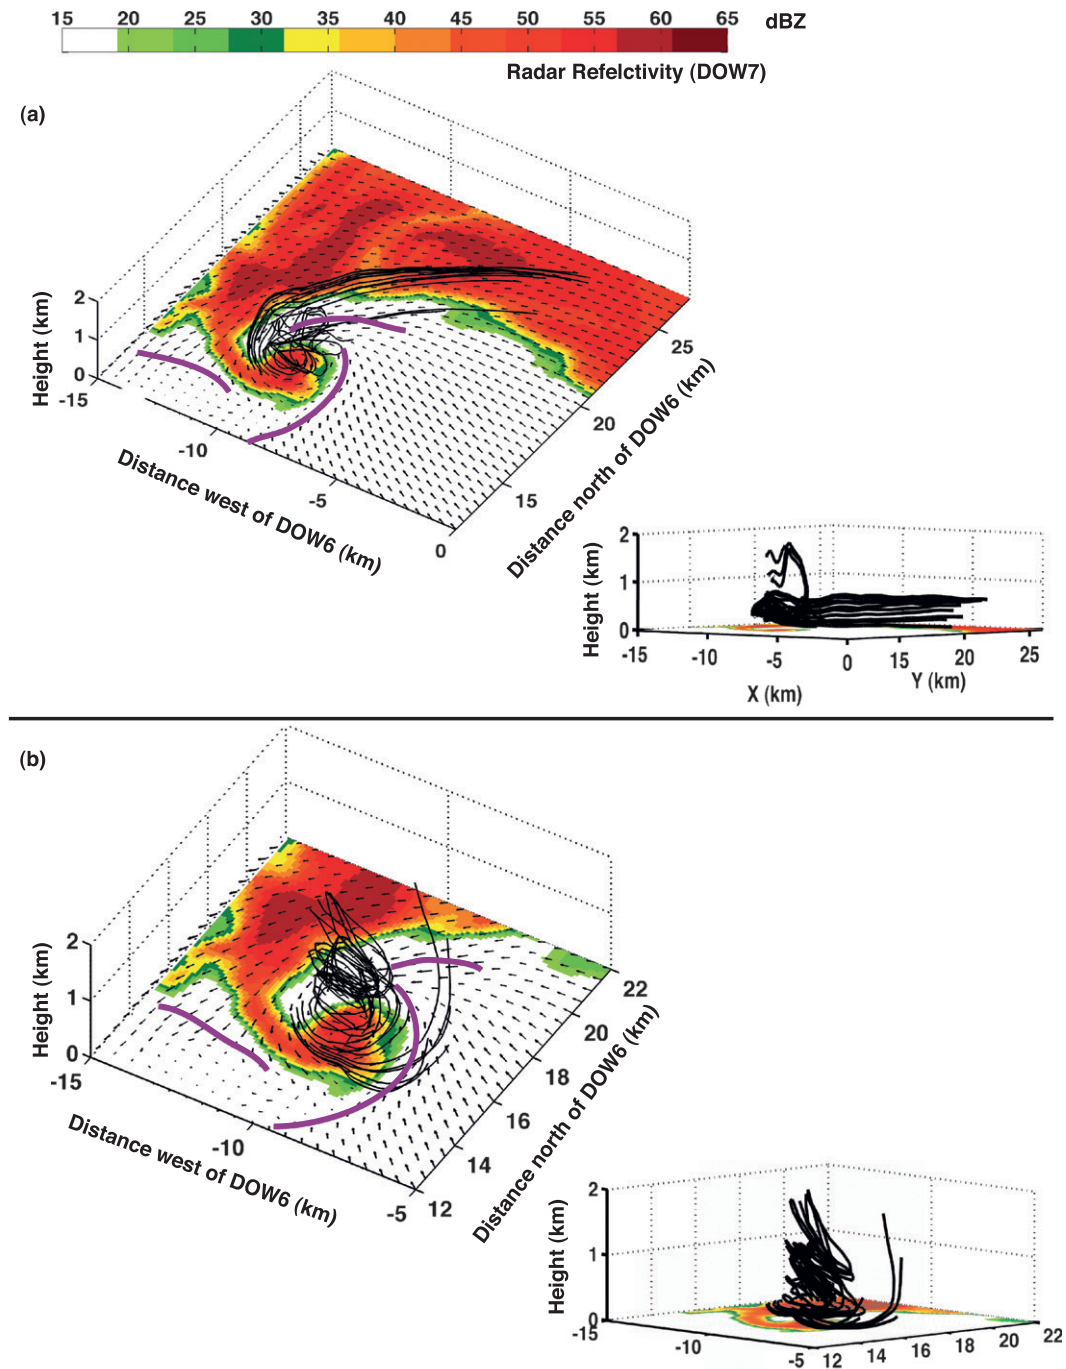 15 20 25 30 35 40 45 50 55 60 65 dBZ
Radar Refelctivity (DOW7)
(a)
Height (km)
2
1
0
-15
-10
-5
0
Distance west of DOW6 (km)
15
20
25
Distance north of DOW6 (km)
Height (km)
2
1
0
-15 -10 -5 0 15 20 25
X (km)
Y (km)
(b)
Height (km)
2
1
0
-15
-10
-5
Distance west of DOW6 (km)
12
14
16
18
20
22
Distance north of DOW6 (km)
Height (km)
2
1
0
-15 -10 -5 12 14 16 18 20 22